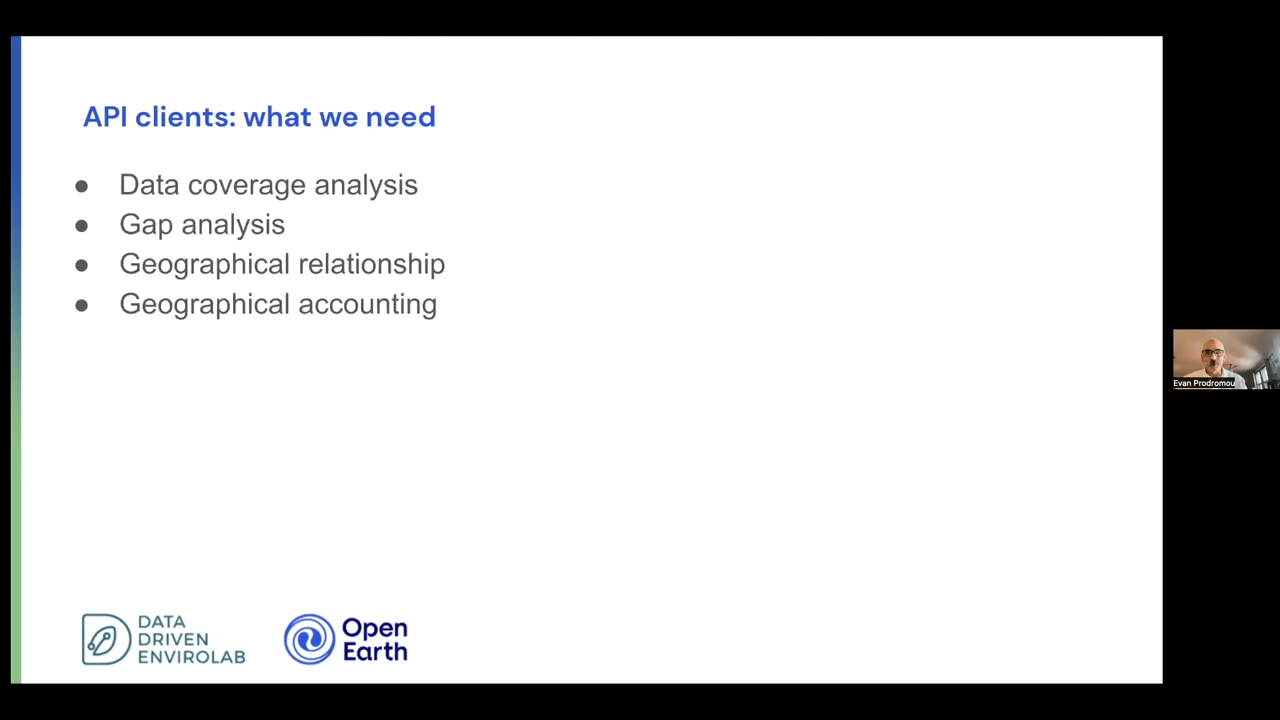 API clients: what we need
● Data coverage analysis
● Gap analysis
● Geographical relationship
● Geographical accounting
Evan Prodromou
DATA
DRIVEN
ENVIROLAB
Open
Earth